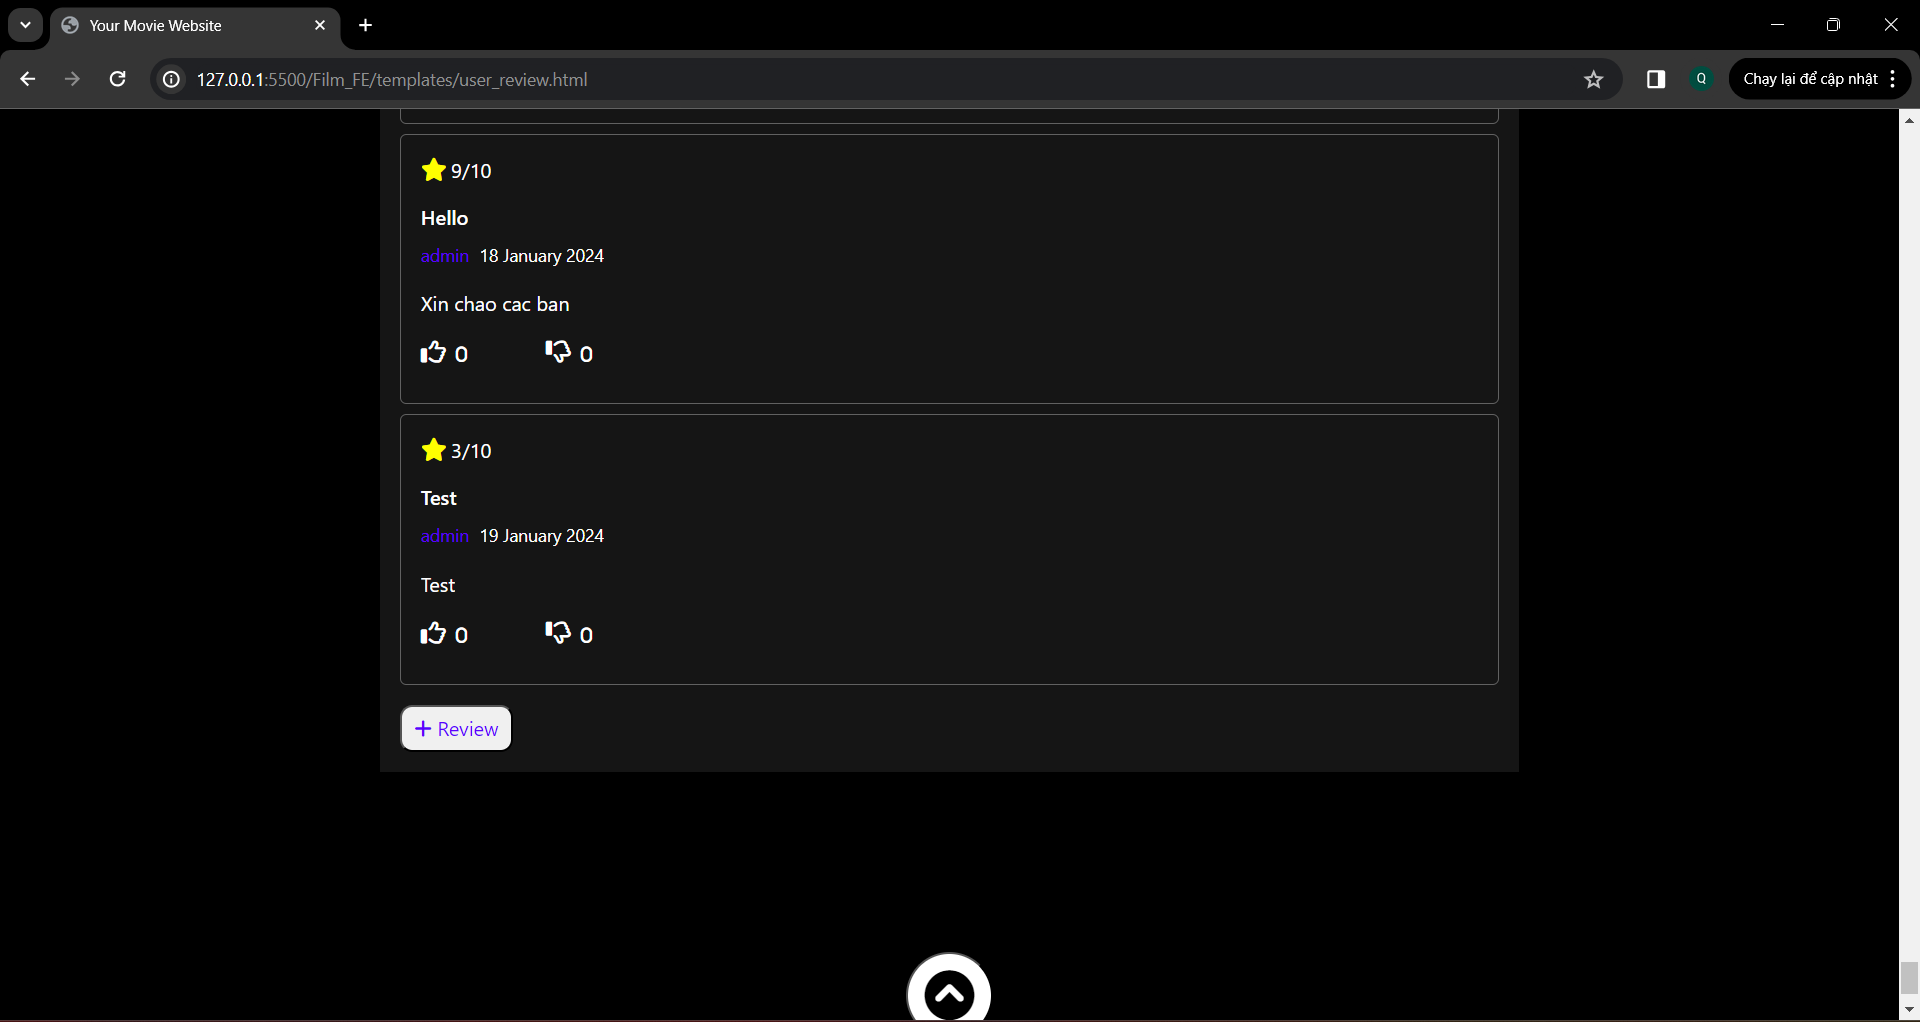 Your Movie Website
127.0.0.1:5500/Film_FE/templates/user_review.html
Q
Chạy lại để cập nhật
9/10
Hello
admin 18 January 2024
Xin chao cac ban
0 0
3/10
Test
admin 19 January 2024
Test
0 0
+ Review